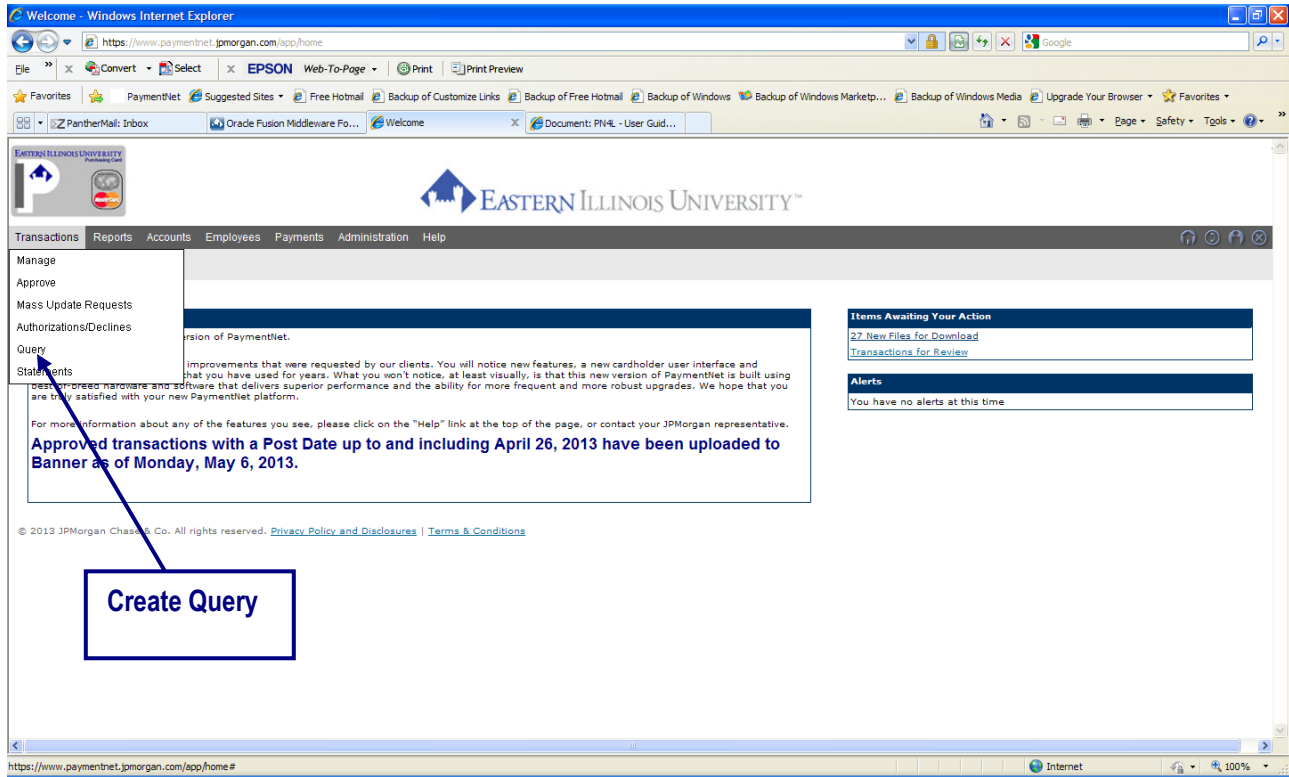 Welcome - Windows Internet Explorer
https://www.paymentnet.jpmorgan.com/app/home
Google
File » x Convert Select x EPSON Web-To-Page Print Print Preview
Favorites PaymentNet Suggested Sites Free Hotmail Backup of Customize Links Backup of Free Hotmail Backup of Windows Backup of Windows Marketp... Backup of Windows Media Upgrade Your Browser Favorites
PantherMail: Inbox Oracle Fusion Middleware Fo... Welcome X Document: PN4L - User Guid... Page Safety Tools »
EASTERN ILLINOIS UNIVERSITY
Purchasing Card
P
MasterCard
EASTERN ILLINOIS UNIVERSITY™
Transactions Reports Accounts Employees Payments Administration Help
Manage
Approve
Mass Update Requests
Authorizations/Declines
Query
Statements
rsion of PaymentNet.
improvements that were requested by our clients. You will notice new features, a new cardholder user interface and
hat you have used for years. What you won't notice, at least visually, is that this new version of PaymentNet is built using
best-of-breed hardware and software that delivers superior performance and the ability for more frequent and more robust upgrades. We hope that you
are truly satisfied with your new PaymentNet platform.
For more information about any of the features you see, please click on the "Help" link at the top of the page, or contact your JPMorgan representative.
Approved transactions with a Post Date up to and including April 26, 2013 have been uploaded to
Banner as of Monday, May 6, 2013.
Items Awaiting Your Action
27 New Files for Download
Transactions for Review
Alerts
You have no alerts at this time
© 2013 JPMorgan Chase & Co. All rights reserved. Privacy Policy and Disclosures | Terms & Conditions
Create Query
https://www.paymentnet.jpmorgan.com/app/home# Internet 100%